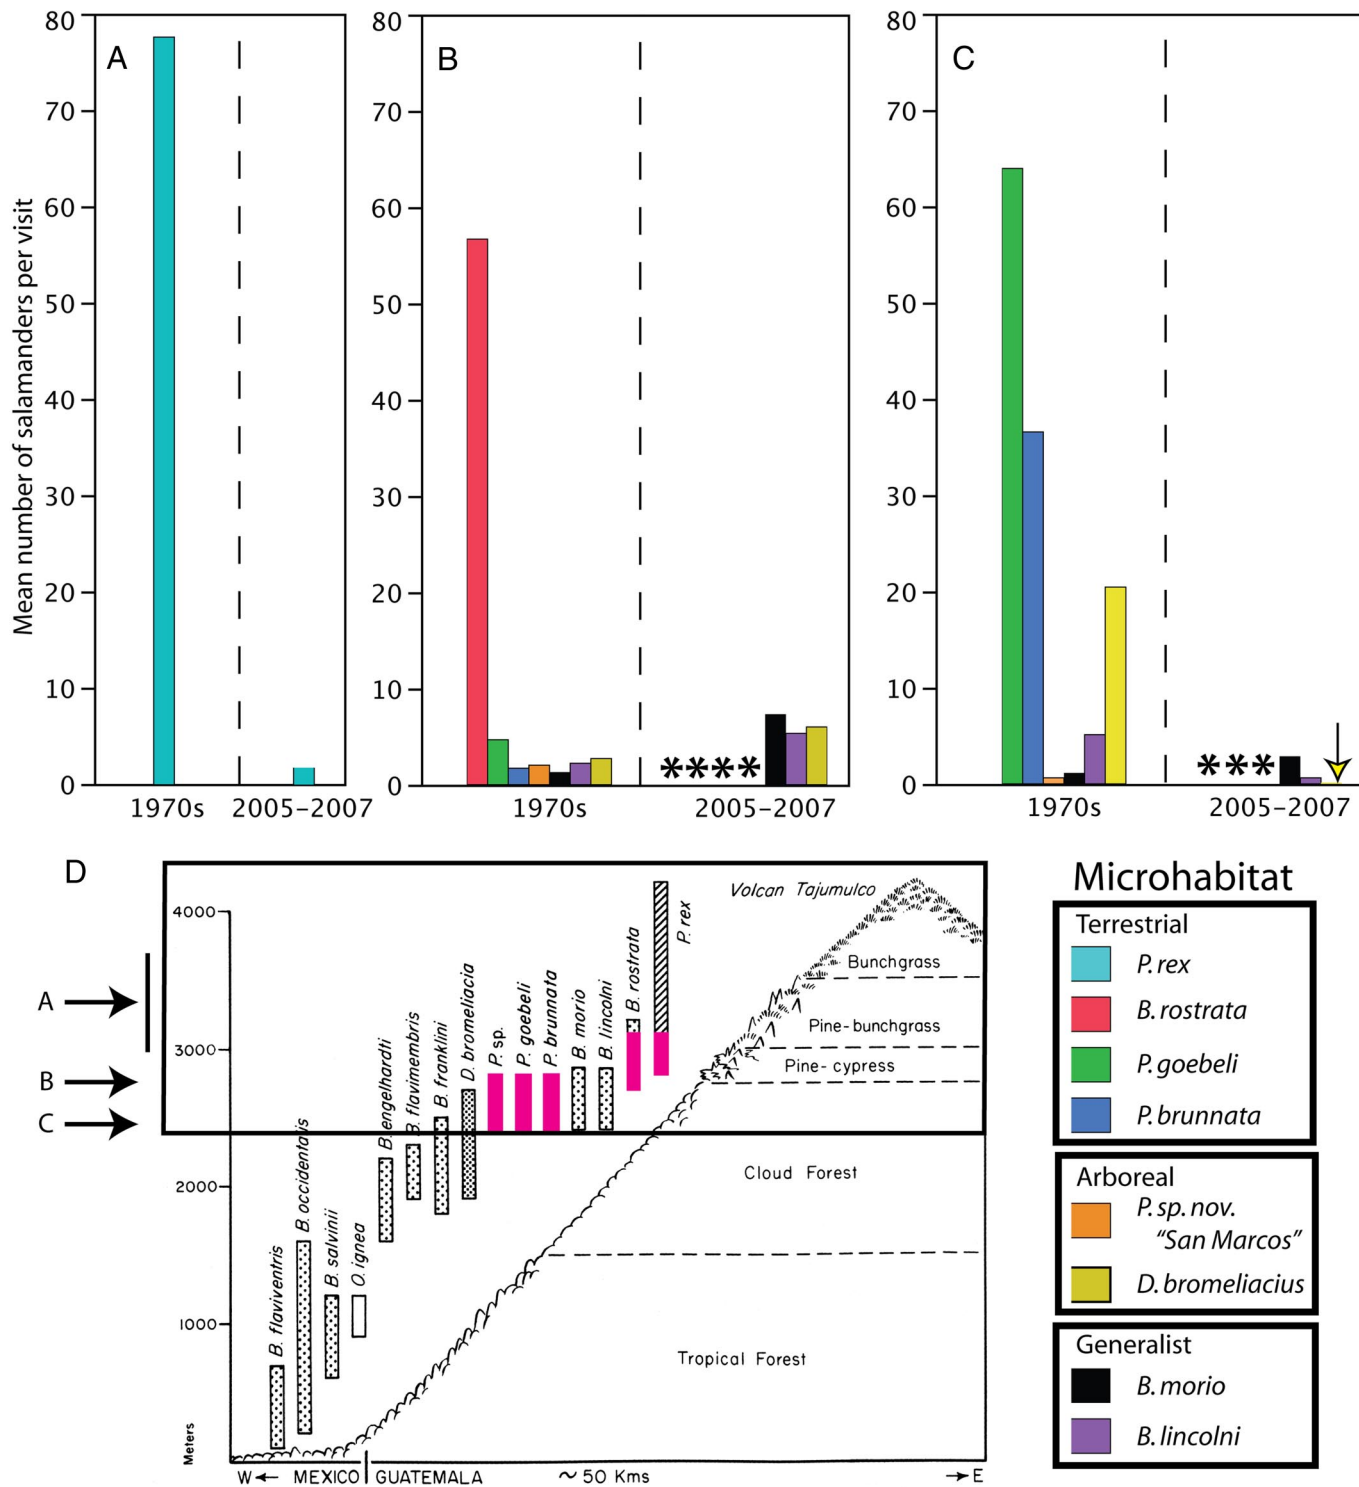 Mean number of salamanders per visit
A
80
70
60
50
40
30
20
10
0
1970s
2005-2007
B
80
70
60
50
40
30
20
10
0
****
1970s
2005-2007
C
80
70
60
50
40
30
20
10
0
***
1970s
2005-2007
D
A
B
C
4000
3000
2000
1000
Meters
B. flaviventris
B. occidentalis
B. salvinii
O. ignea
B. engelhardti
B. flavimembris
B. franklini
D. bromeliacia
P. sp.
P. goebeli
P. brunnata
B. morio
B. lincolni
B. rostrata
P. rex
Volcan Tajumulco
Bunchgrass
Pine-bunchgrass
Pine-cypress
Cloud Forest
Tropical Forest
W ← MEXICO | GUATEMALA ~ 50 Kms → E
Microhabitat
Terrestrial
P. rex
B. rostrata
P. goebeli
P. brunnata
Arboreal
P. sp. nov.
“San Marcos”
D. bromeliacius
Generalist
B. morio
B. lincolni